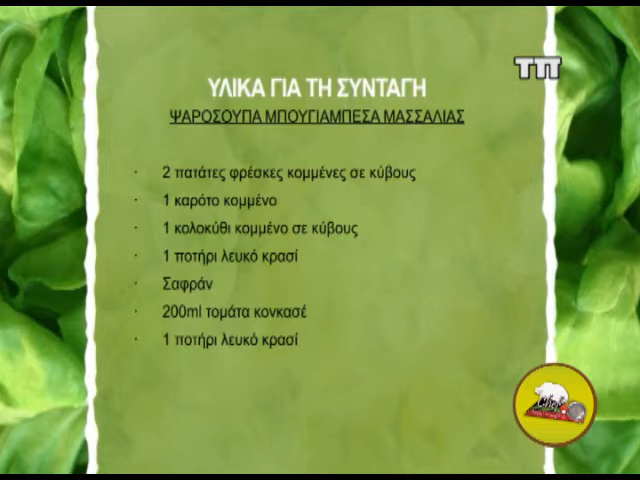 ΤΠ
ΥΛΙΚΑ ΓΙΑ ΤΗ ΣΥΝΤΑΓΗ
ΨΑΡΟΣΟΥΠΑ ΜΠΟΥΓΙΑΜΠΕΣΑ ΜΑΣΣΑΛΙΑΣ
· 2 πατάτες φρέσκες κομμένες σε κύβους
· 1 καρότο κομμένο
· 1 κολοκύθι κομμένο σε κύβους
· 1 ποτήρι λευκό κρασί
· Σαφράν
· 200ml τομάτα κονκασέ
· 1 ποτήρι λευκό κρασί
Chef